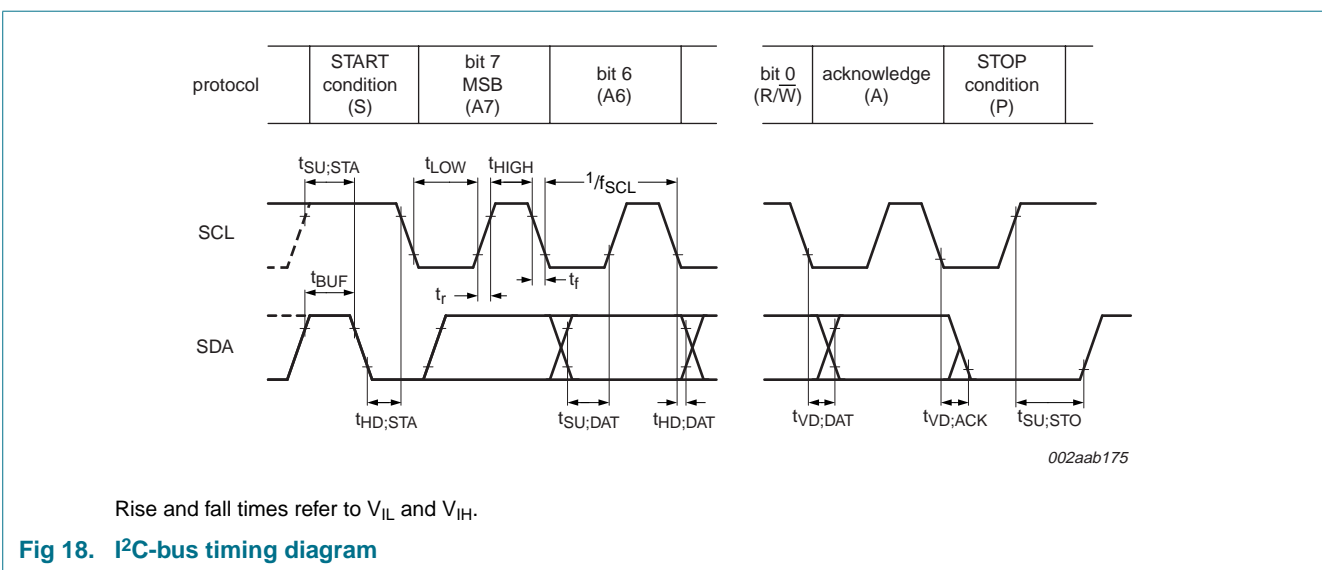 protocol
START
condition
(S)
bit 7
MSB
(A7)
bit 6
(A6)
bit 0
(R/W̅)
acknowledge
(A)
STOP
condition
(P)
tSU;STA
tLOW
tHIGH
1/fSCL
SCL
tBUF
tr
tf
SDA
tHD;STA
tSU;DAT
tHD;DAT
tVD;DAT
tVD;ACK
tSU;STO
002aab175
Rise and fall times refer to VIL and VIH.
Fig 18. I²C-bus timing diagram